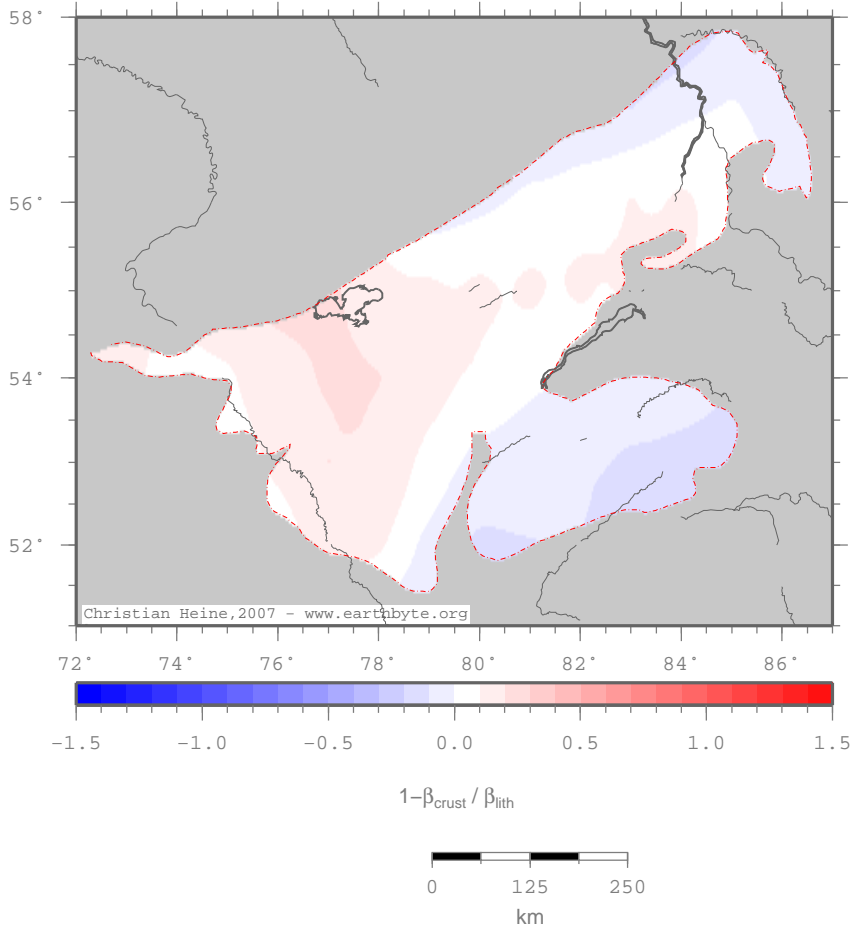 58°
56°
54°
52°
Christian Heine,2007 – www.earthbyte.org
72° 74° 76° 78° 80° 82° 84° 86°
−1.5 −1.0 −0.5 0.0 0.5 1.0 1.5
1−βcrust / βlith
0 125 250
km